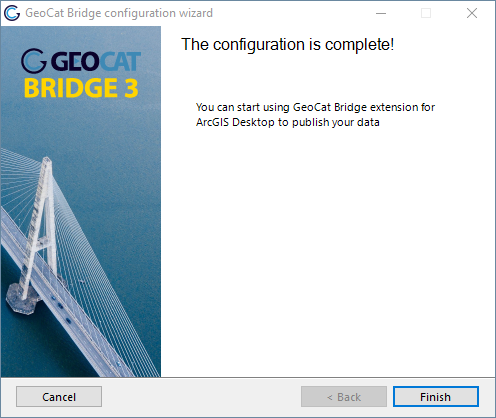 GeoCat Bridge configuration wizard
GEOCAT
BRIDGE 3
The configuration is complete!
You can start using GeoCat Bridge extension for
ArcGIS Desktop to publish your data
Cancel
< Back
Finish